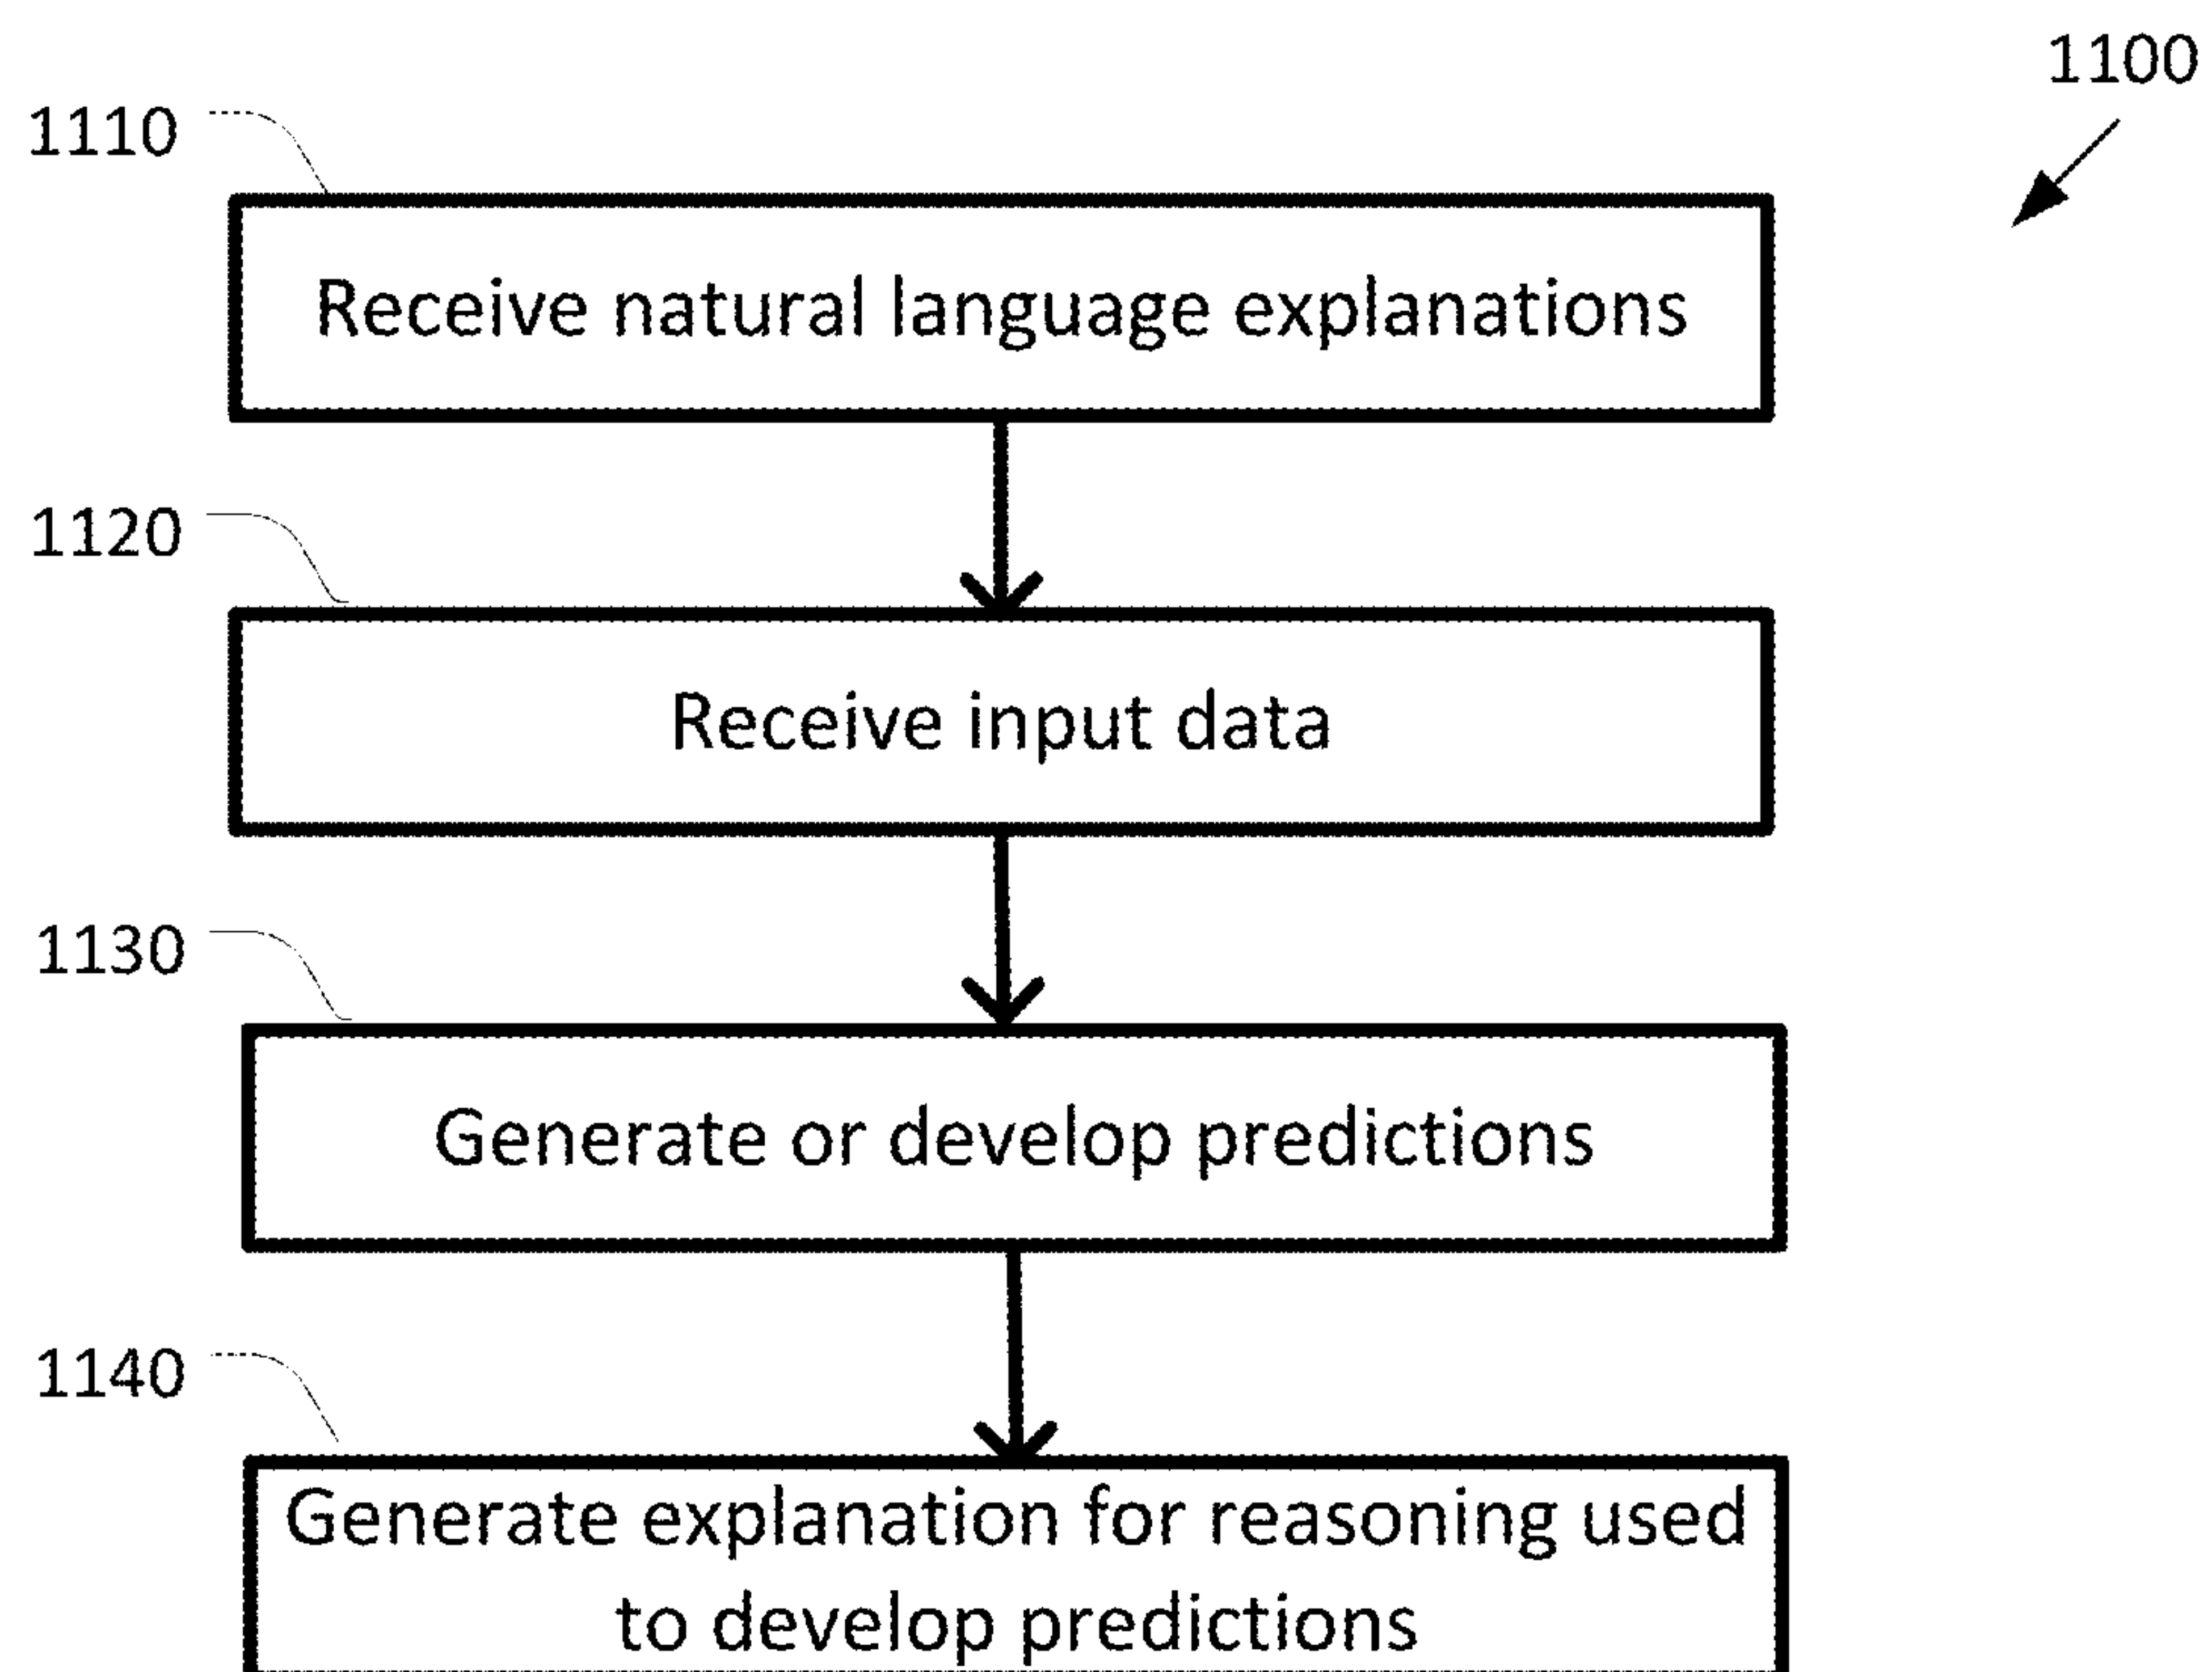 1100
1110
Receive natural language explanations
1120
Receive input data
1130
Generate or develop predictions
1140
Generate explanation for reasoning used
to develop predictions